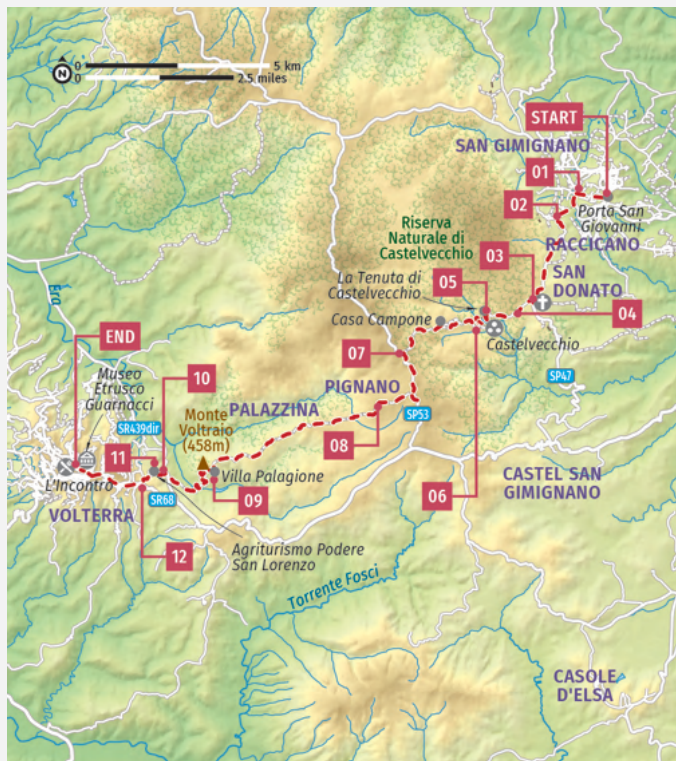 0
5 km
N
0
2.5 miles
START
SAN GIMIGNANO
01
02
Porta San
Giovanni
RACCICANO
Riserva
Naturale di
Castelvecchio
03
SAN
DONATO
La Tenuta di
Castelvecchio
05
04
Casa Campone
Castelvecchio
Era
END
07
Museo
Etrusco
Guarnacci
10
PIGNANO
SP47
PALAZZINA
Monte
Voltraio
(458m)
SP53
08
SR439dir
11
L'Incontro
Villa Palagione
09
06
CASTEL SAN
GIMIGNANO
SR68
VOLTERRA
12
Agriturismo Podere
San Lorenzo
Torrente Fosci
CASOLE
D'ELSA